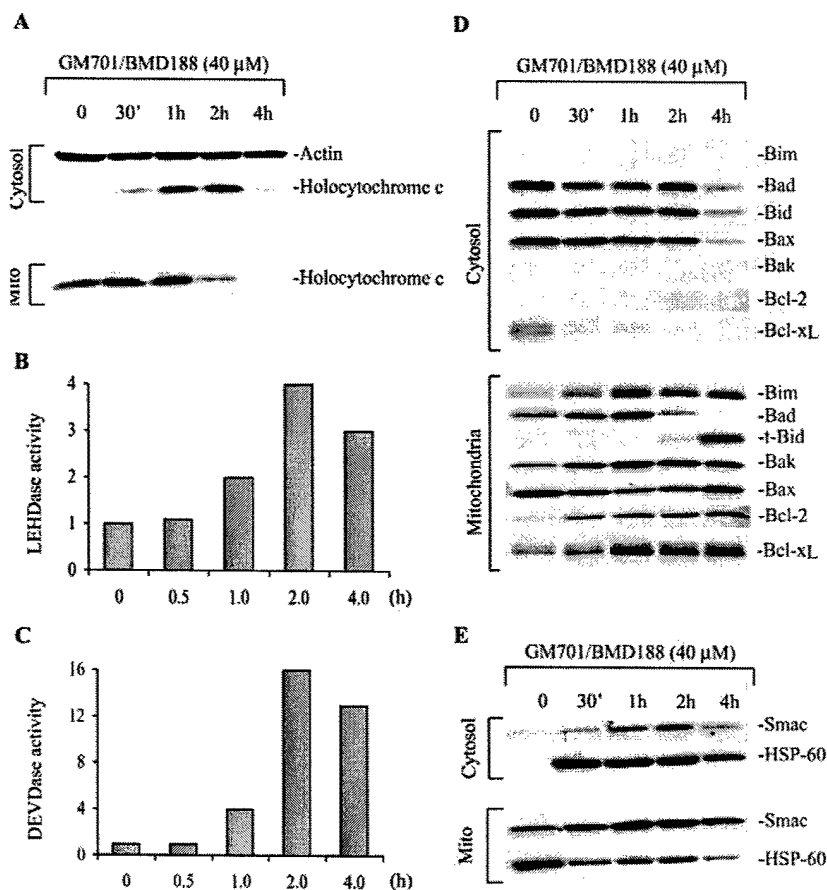 A
GM701/BMD188 (40 µM)
0 30' 1h 2h 4h
Cytosol
-Actin
-Holocytochrome c
Mito
-Holocytochrome c
B
LEHDase activity
4
3
2
1
0
0 0.5 1.0 2.0 4.0 (h)
C
DEVDase activity
16
12
8
4
0
0 0.5 1.0 2.0 4.0 (h)
D
GM701/BMD188 (40 µM)
0 30' 1h 2h 4h
Cytosol
-Bim
-Bad
-Bid
-Bax
-Bak
-Bcl-2
-Bcl-xL
Mitochondria
-Bim
-Bad
-t-Bid
-Bak
-Bax
-Bcl-2
-Bcl-xL
E
GM701/BMD188 (40 µM)
0 30' 1h 2h 4h
Cytosol
-Smac
-HSP-60
Mito
-Smac
-HSP-60